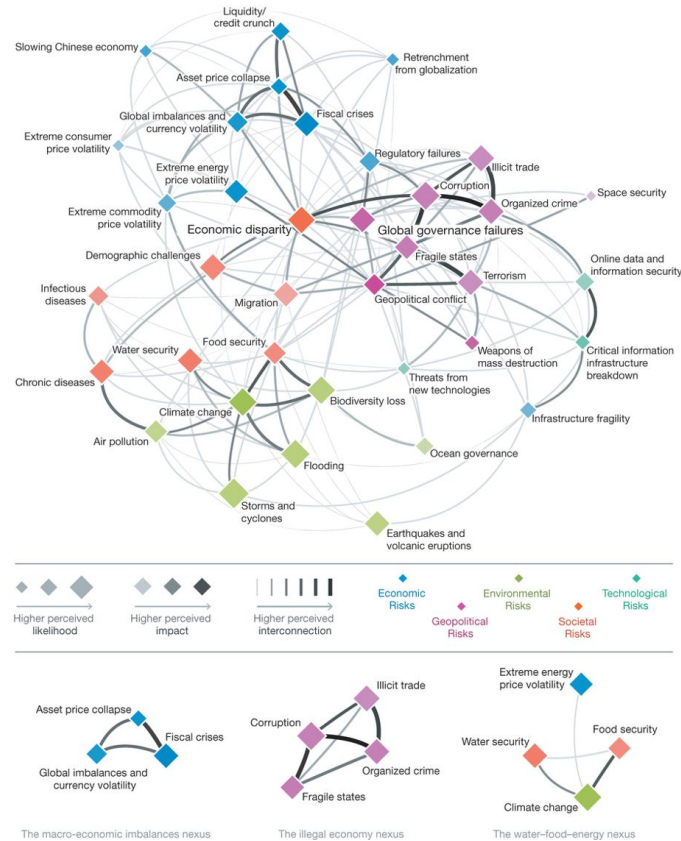 Liquidity/
credit crunch
Slowing Chinese economy
Retrenchment
from globalization
Asset price collapse
Global imbalances and
currency volatility
Fiscal crises
Extreme consumer
price volatility
Regulatory failures
Illicit trade
Extreme energy
price volatility
Corruption
Space security
Organized crime
Extreme commodity
price volatility
Economic disparity
Global governance failures
Fragile states
Demographic challenges
Online data and
information security
Terrorism
Infectious
diseases
Migration
Geopolitical conflict
Water security
Food security
Weapons of
mass destruction
Critical information
infrastructure
breakdown
Chronic diseases
Threats from
new technologies
Climate change
Biodiversity loss
Infrastructure fragility
Air pollution
Ocean governance
Flooding
Storms and
cyclones
Earthquakes and
volcanic eruptions
Higher perceived
likelihood
Higher perceived
impact
Higher perceived
interconnection
Economic
Risks
Geopolitical
Risks
Environmental
Risks
Societal
Risks
Technological
Risks
Asset price collapse
Fiscal crises
Global imbalances and
currency volatility
The macro-economic imbalances nexus
Illicit trade
Corruption
Organized crime
Fragile states
The illegal economy nexus
Extreme energy
price volatility
Food security
Water security
Climate change
The water–food–energy nexus